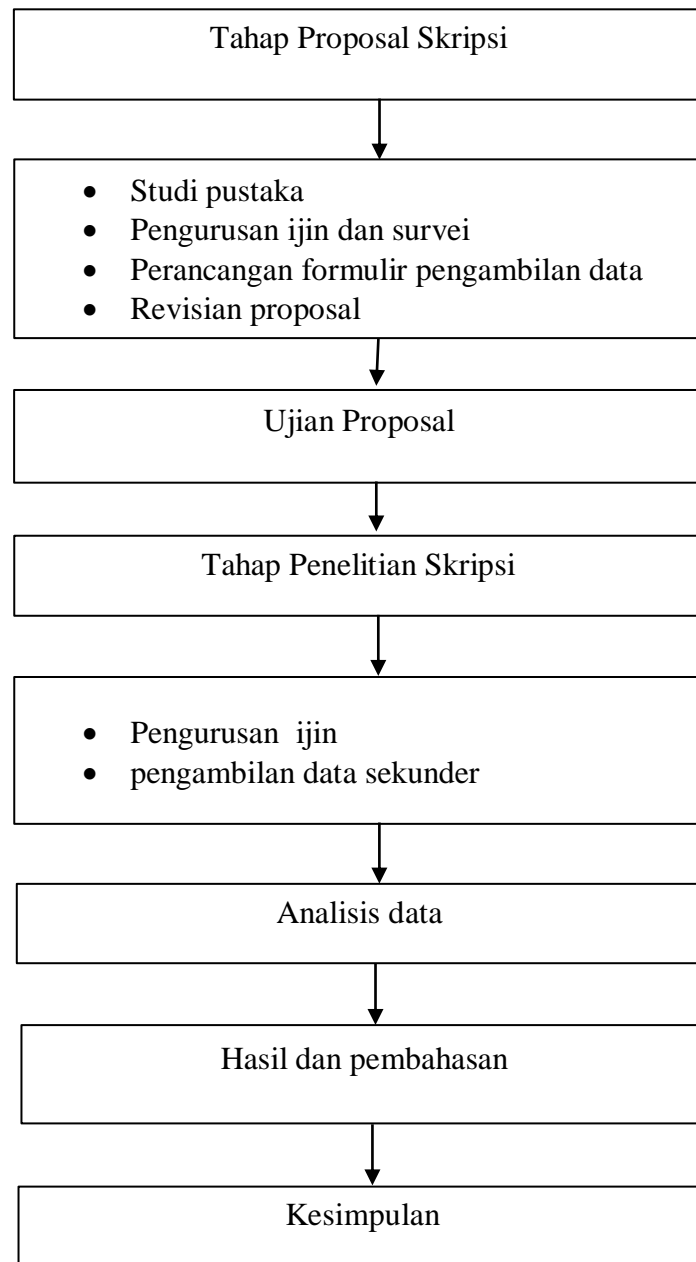 Tahap Proposal Skripsi
• Studi pustaka
• Pengurusan ijin dan survei
• Perancangan formulir pengambilan data
• Revisian proposal
Ujian Proposal
Tahap Penelitian Skripsi
• Pengurusan ijin
• pengambilan data sekunder
Analisis data
Hasil dan pembahasan
Kesimpulan